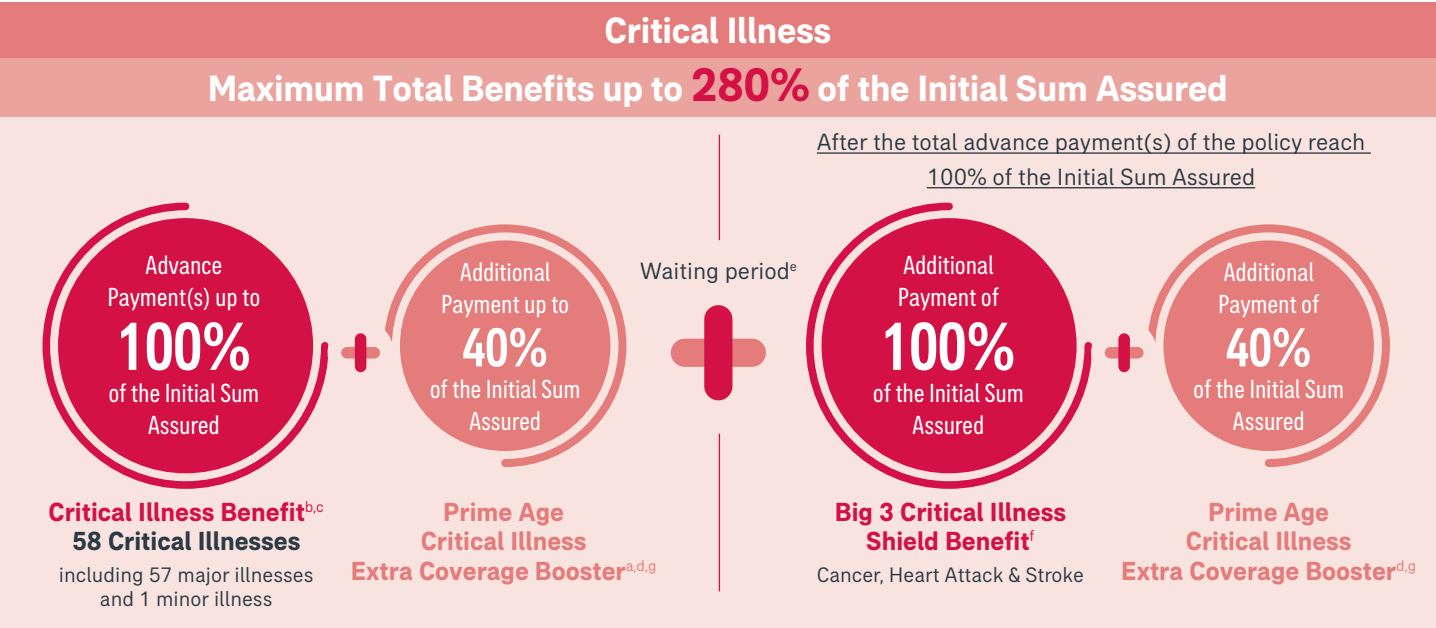 Critical Illness
Maximum Total Benefits up to 280% of the Initial Sum Assured
Advance
Payment(s) up to
100%
of the Initial Sum
Assured
Critical Illness Benefitb,c
58 Critical Illnesses
including 57 major illnesses
and 1 minor illness
Additional
Payment up to
40%
of the Initial Sum
Assured
Prime Age
Critical Illness
Extra Coverage Boostera,d,g
Waiting periode
After the total advance payment(s) of the policy reach
100% of the Initial Sum Assured
Additional
Payment of
100%
of the Initial Sum
Assured
Big 3 Critical Illness
Shield Benefitf
Cancer, Heart Attack & Stroke
Additional
Payment of
40%
of the Initial Sum
Assured
Prime Age
Critical Illness
Extra Coverage Boosterd,g